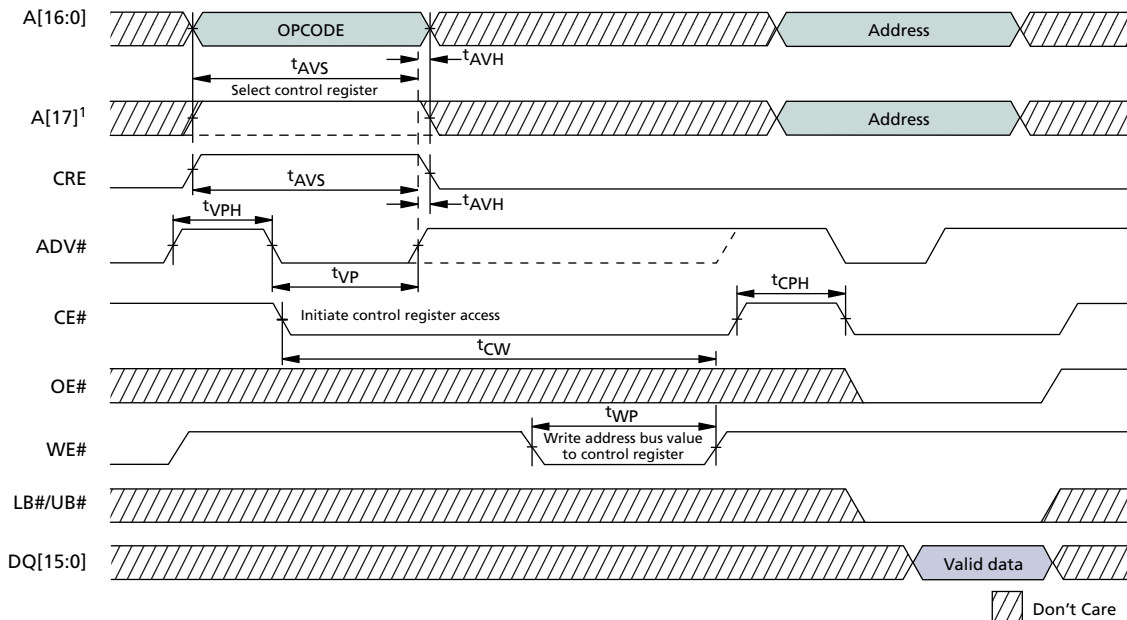 A[16:0]
OPCODE
Address
tAVS
tAVH
Select control register
A[17]1
Address
CRE
tAVS
tAVH
tVPH
ADV#
tVP
tCPH
CE#
Initiate control register access
tCW
OE#
tWP
WE#
Write address bus value
to control register
LB#/UB#
DQ[15:0]
Valid data
Don't Care